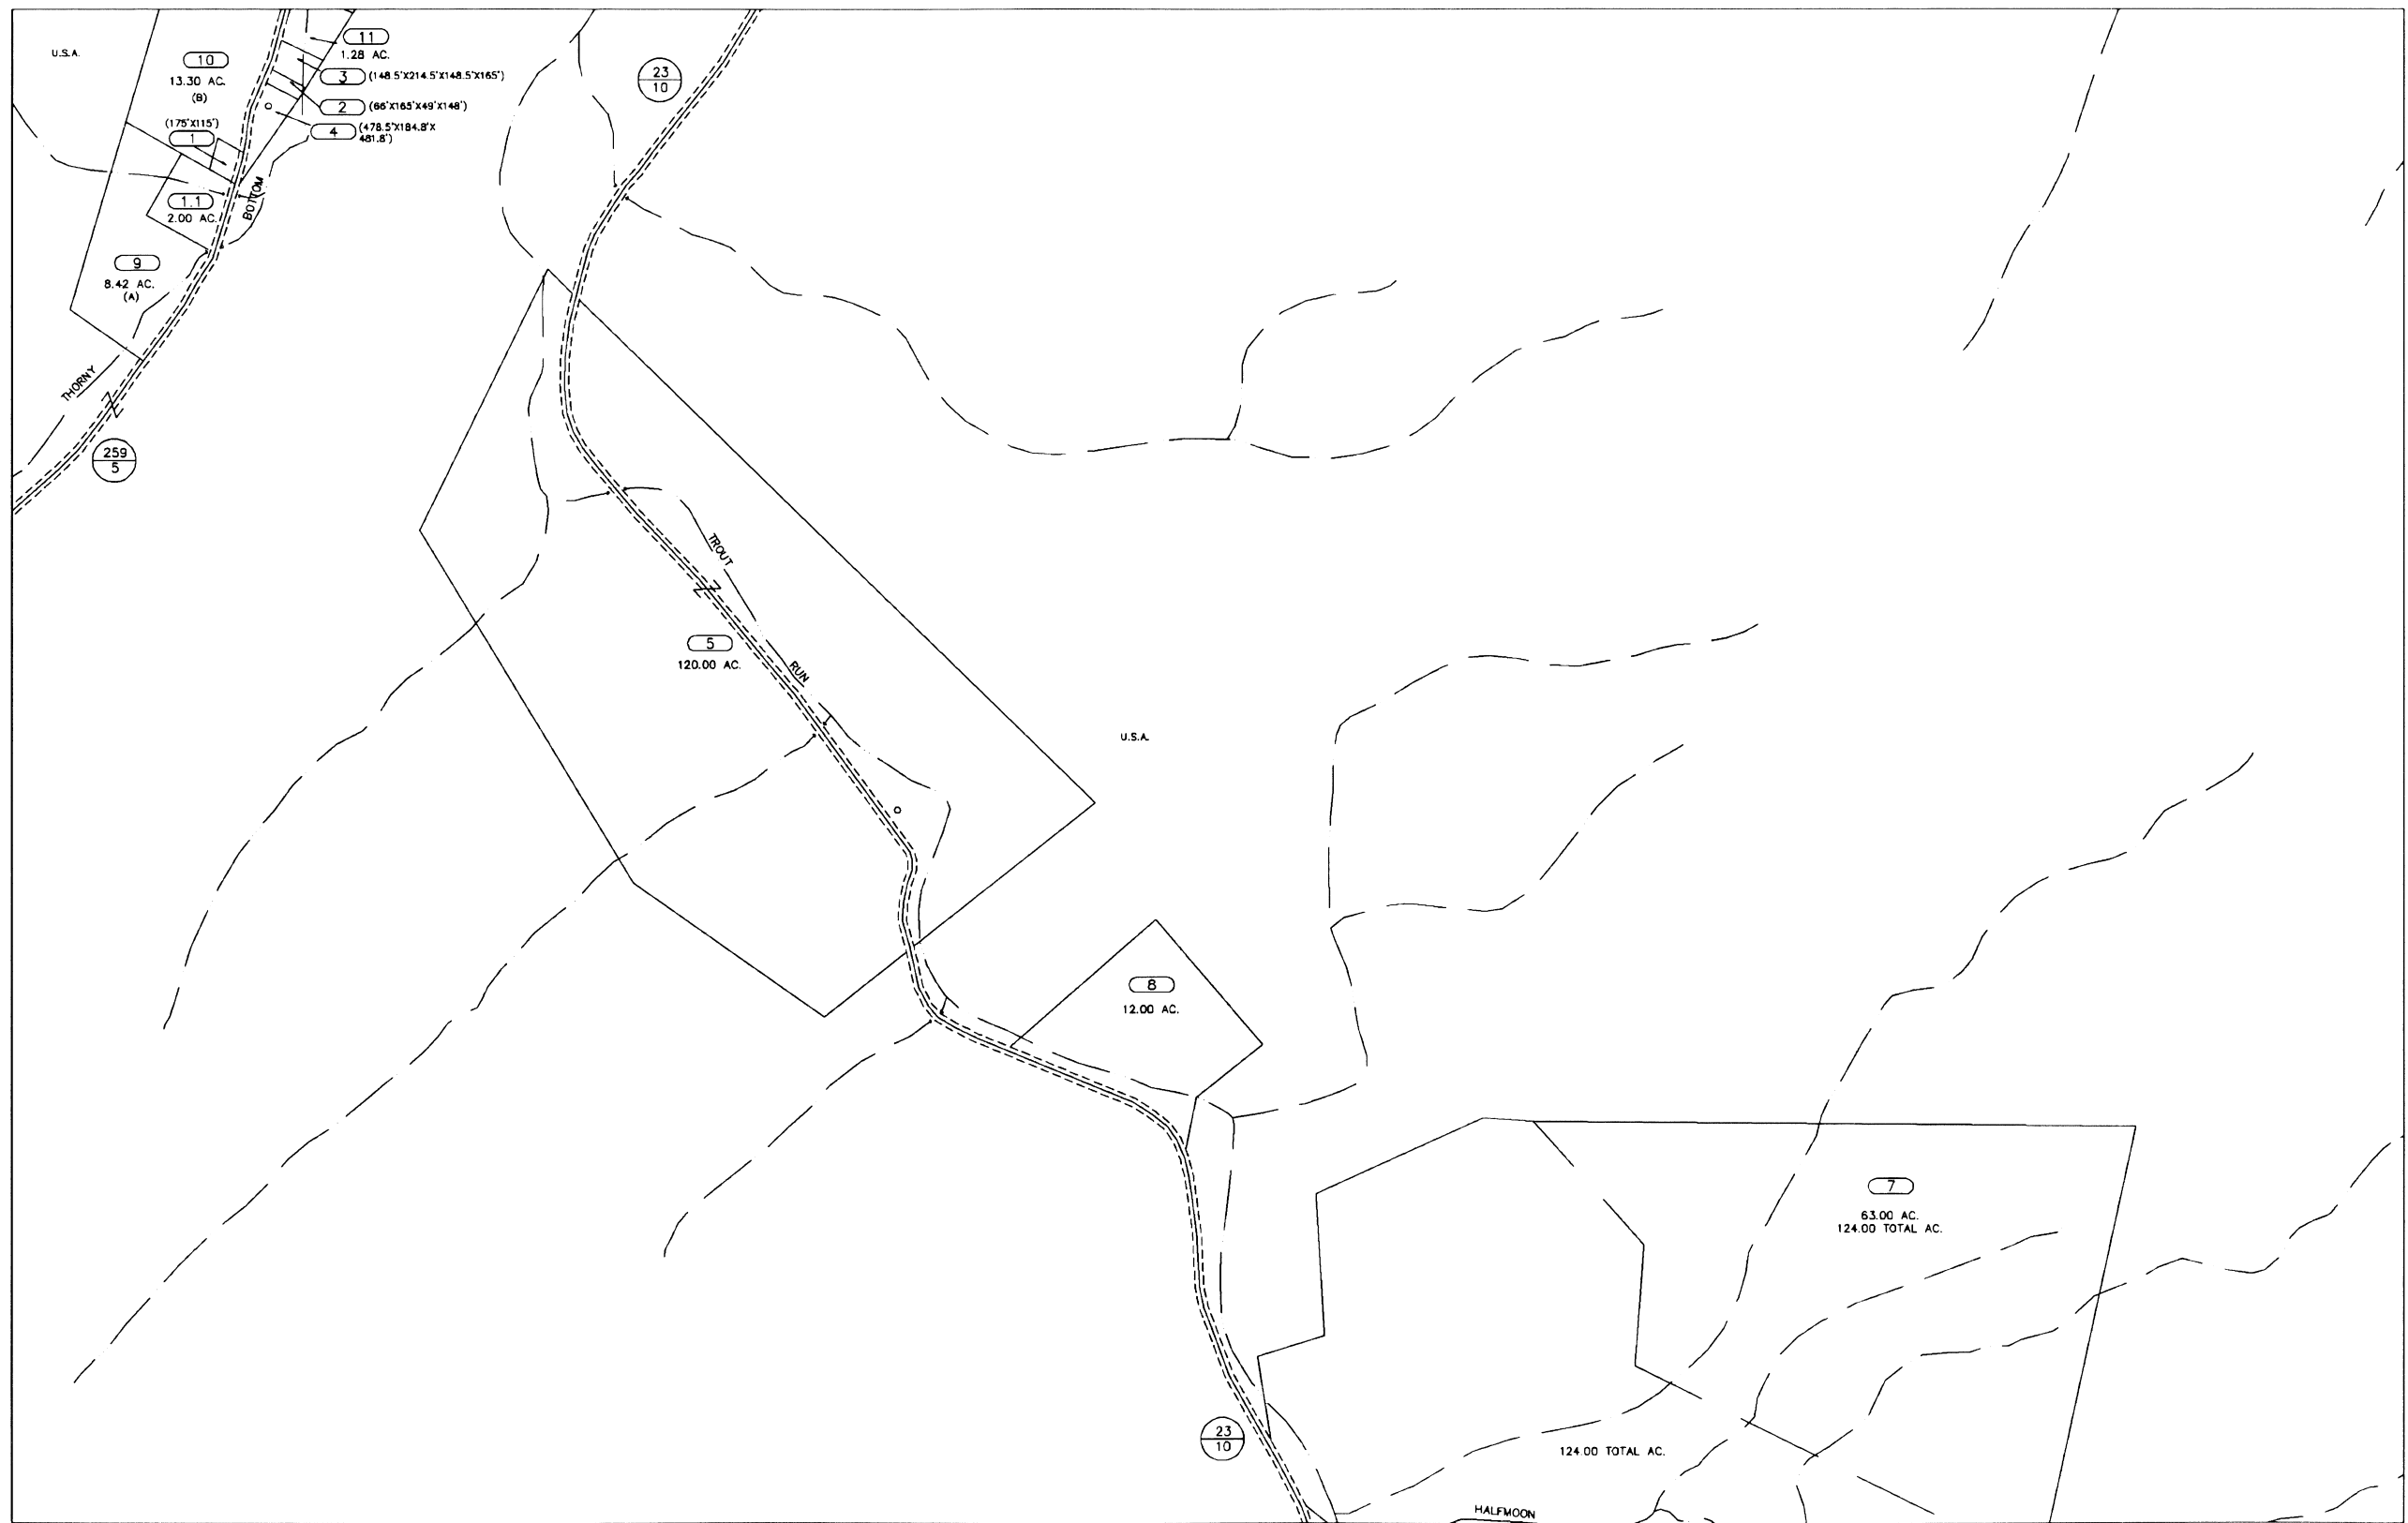 U.S.A.
10
13.30 AC.
(B)
11
1.28 AC.
3 (148.5'X214.5'X148.5'X165')
2 (66'X165'X49'X148')
4 (478.5'X184.8'X
481.8')
(175'X115')
1
1.1
2.00 AC.
BOTTOM
9
8.42 AC.
(A)
THORNY
259
5
23
10
TROUT
RUN
5
120.00 AC.
U.S.A.
8
12.00 AC.
7
63.00 AC.
124.00 TOTAL AC.
23
10
124.00 TOTAL AC.
HALFMOON